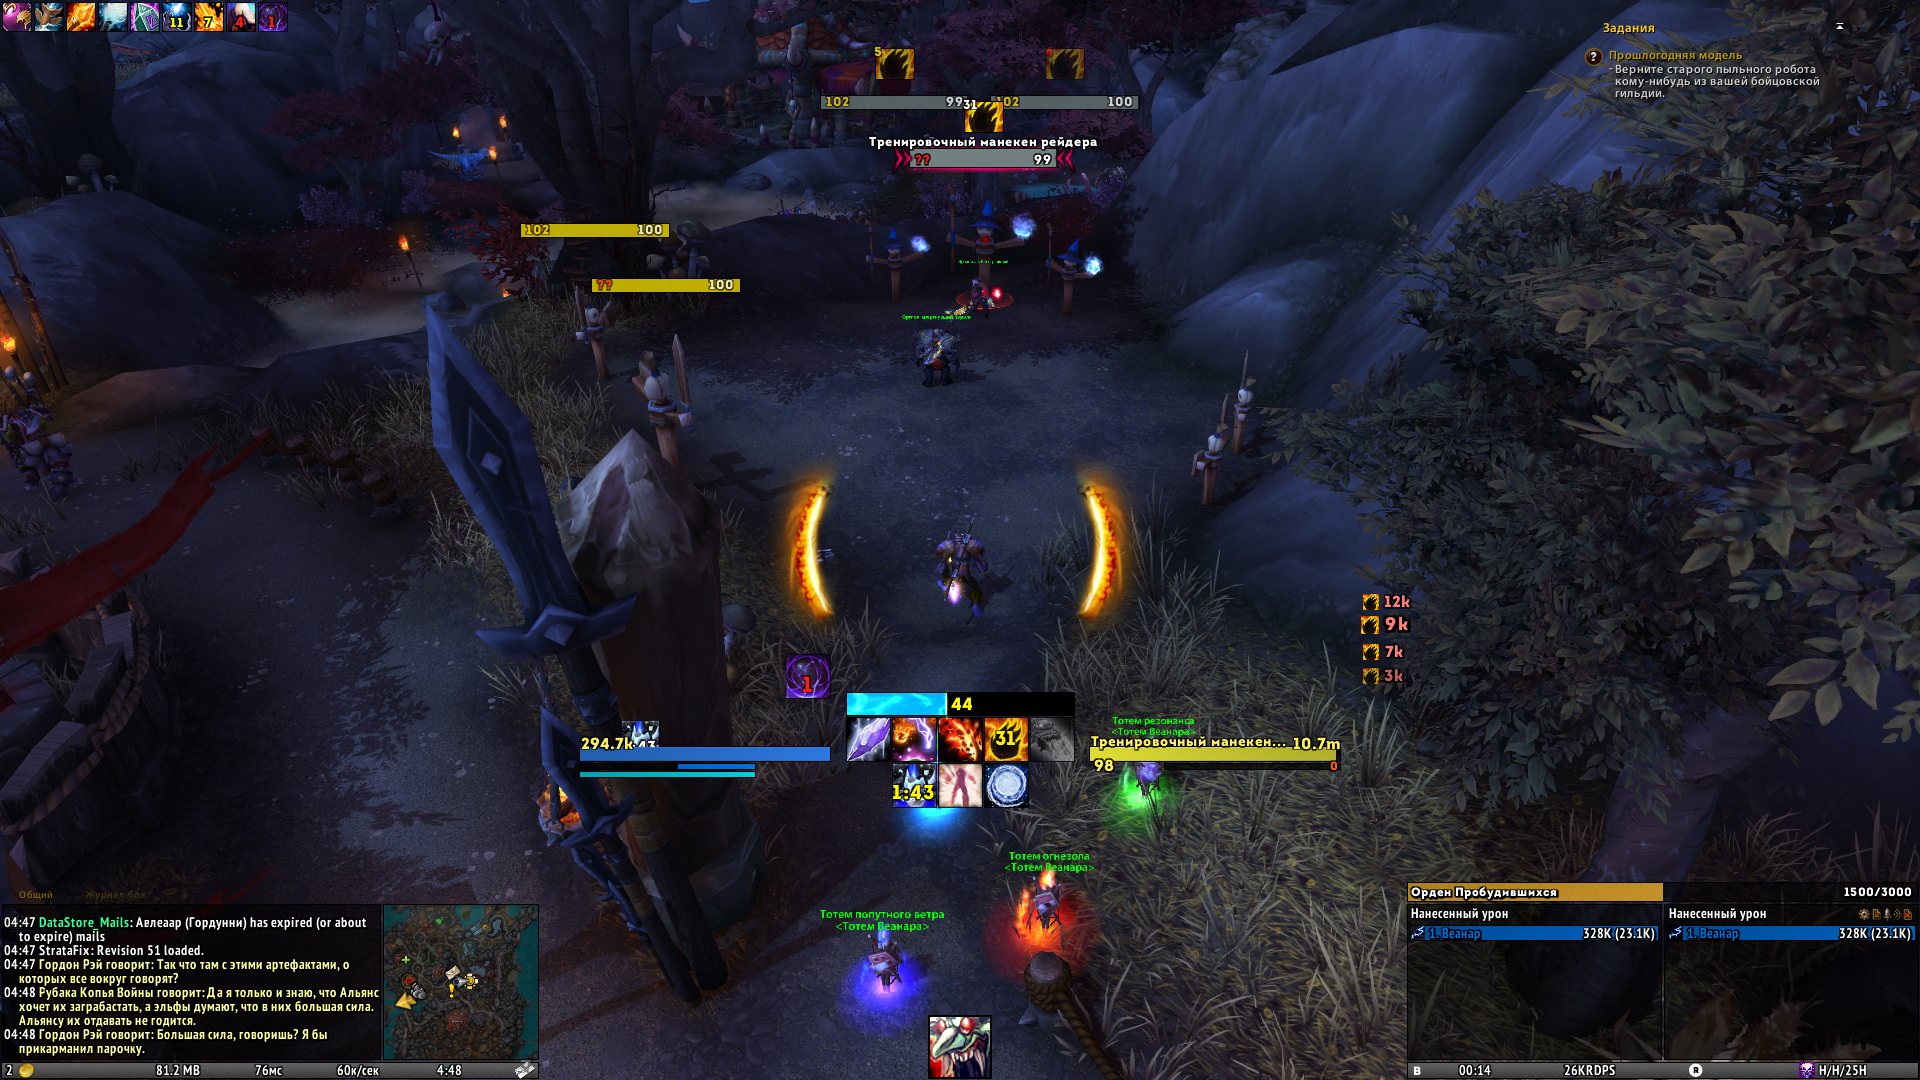 11
7
4
1
Задания
Прошлогодняя модель
- Верните старого пыльного робота
кому-нибудь из вашей бойцовской
гильдии.
5
102 99
102 100
31
Тренировочный манекен рейдера
?? 99
102 100
?? 100
12k
9k
7k
3k
1
44
31
1:43
294.7k
Тотем резонанса
<Тотем Веанара>
Тренировочный манекен... 10.7m
98 0
Тотем огнезола
<Тотем Веанара>
Тотем попутного ветра
<Тотем Веанара>
Общий Журнал боя
04:47 DataStore_Mails: Авлеаар (Гордунни) has expired (or about
to expire) mails
04:47 StrataFix: Revision 51 loaded.
04:47 Гордон Рэй говорит: Так что там с этими артефактами, о
которых все вокруг говорят?
04:48 Рубака Копья Войны говорит: Да я только и знаю, что Альянс
хочет их заграбастать, а эльфы думают, что в них большая сила.
Альянсу их отдавать не годится.
04:48 Гордон Рэй говорит: Большая сила, говоришь? Я бы
прикарманил парочку.
2 81.2 MB 76мс 60к/сек 4:48
Орден Пробудившихся 1500/3000
Нанесенный урон
1. Веанар 328K (23.1K)
Нанесенный урон
1. Веанар 328K (23.1K)
B 00:14 26KRDPS R H/H/25H